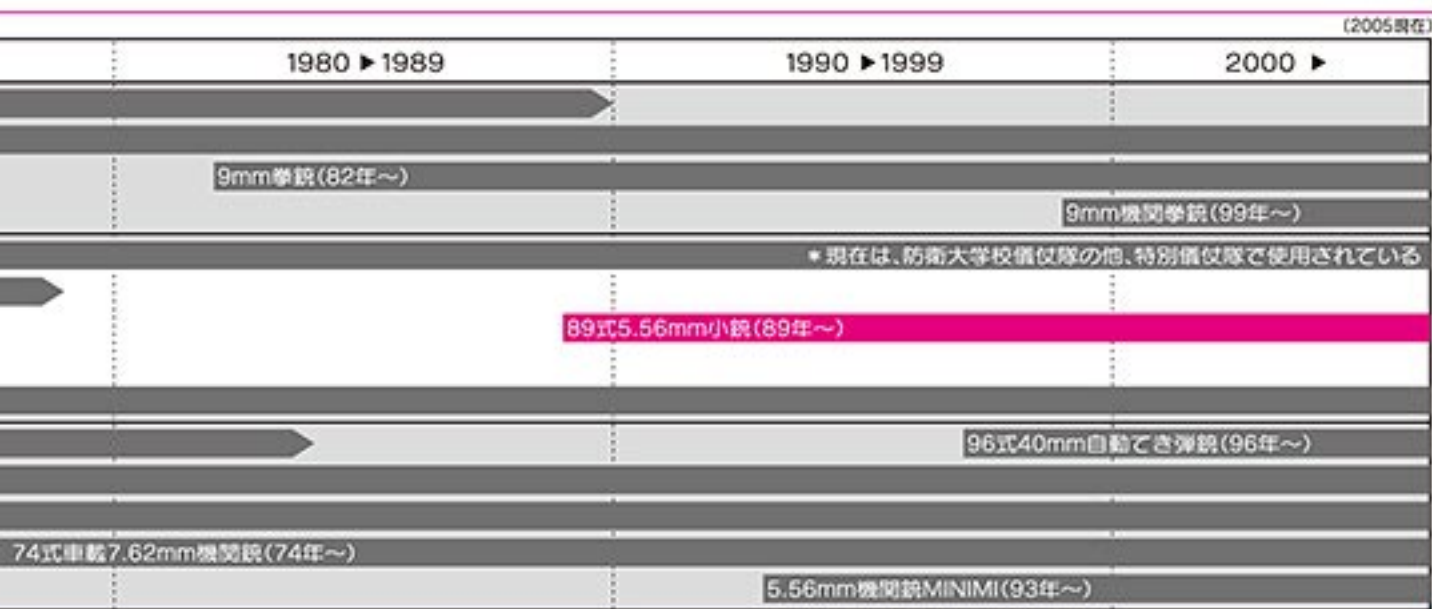 (2005現在)
1980 ▶ 1989 1990 ▶ 1999 2000 ▶
9mm拳銃(82年〜)
9mm機関拳銃(99年〜)
*現在は、防衛大学校儀仗隊の他、特別儀仗隊で使用されている
89式5.56mm小銃(89年〜)
96式40mm自動てき弾銃(96年〜)
74式車載7.62mm機関銃(74年〜)
5.56mm機関銃MINIMI(93年〜)